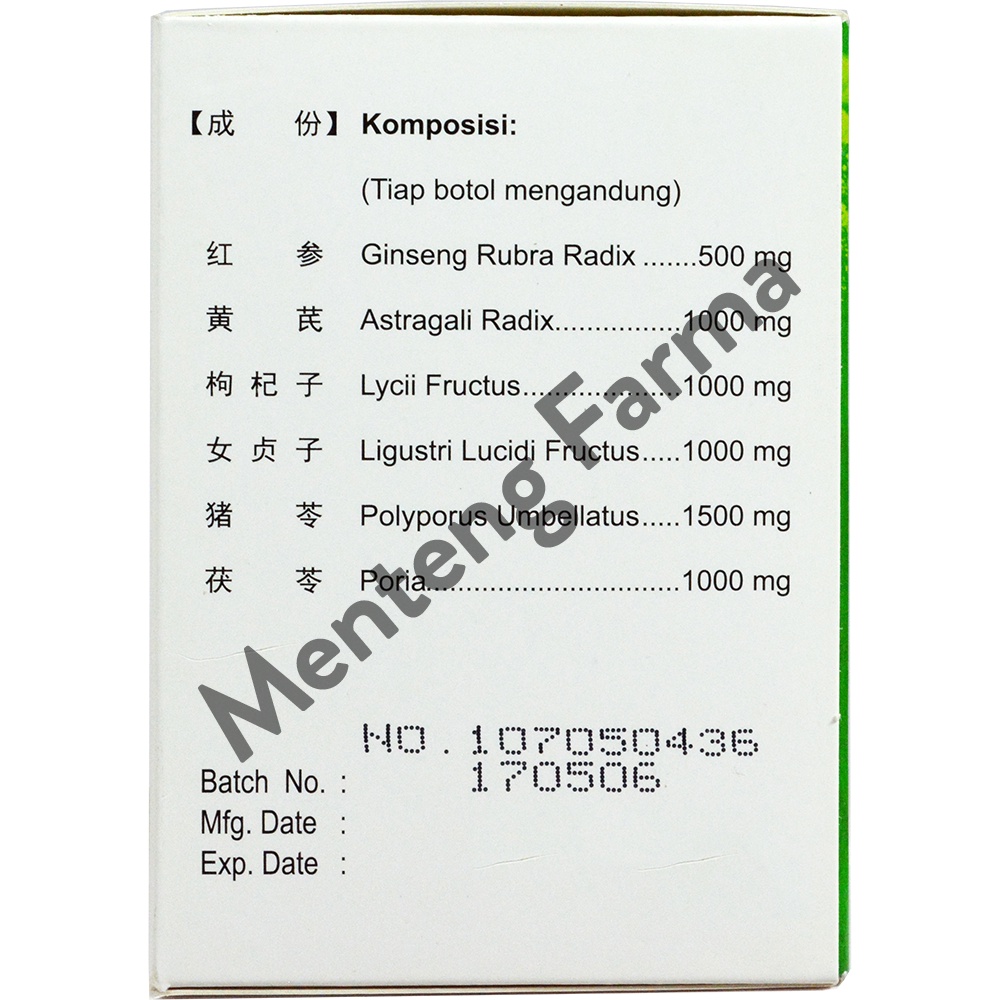 【成 份】 Komposisi:
(Tiap botol mengandung)
红 参 Ginseng Rubra Radix .......500 mg
黄 芪 Astragali Radix................1000 mg
枸 杞 子 Lycii Fructus....................1000 mg
女 贞 子 Ligustri Lucidi Fructus.....1000 mg
猪 苓 Polyporus Umbellatus.....1500 mg
茯 苓 Poria................................1000 mg
Menteng Farma
NO. 107050436
170506
Batch No. :
Mfg. Date :
Exp. Date :